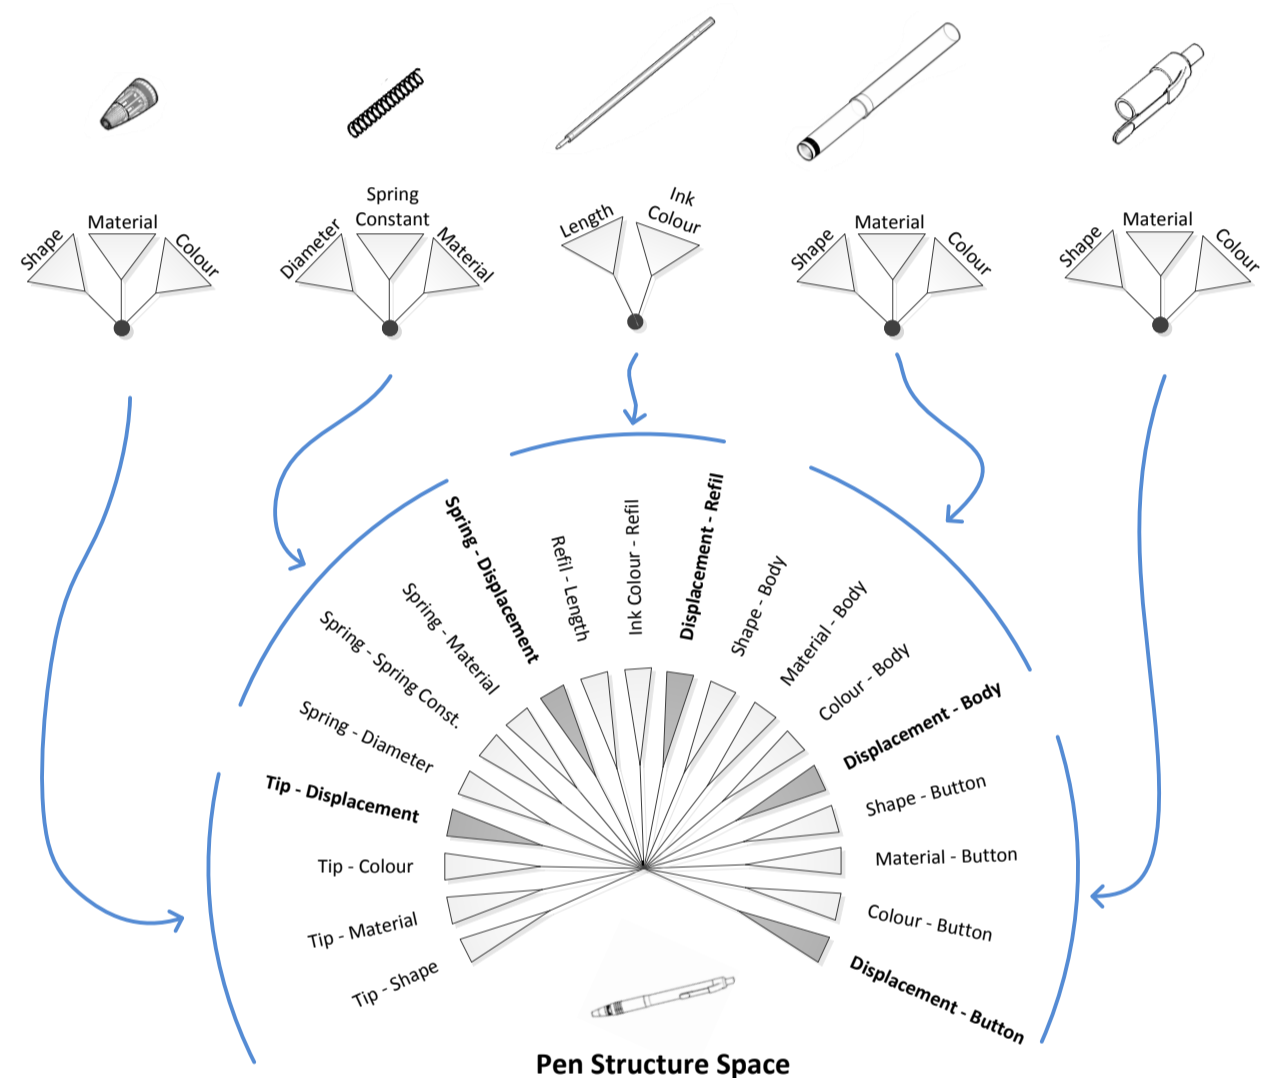 Shape
Material
Colour
Diameter
Spring
Constant
Material
Length
Ink
Colour
Shape
Material
Colour
Shape
Material
Colour
Tip - Shape
Tip - Material
Tip - Colour
Tip - Displacement
Spring - Diameter
Spring - Spring Const.
Spring - Material
Spring - Displacement
Refil - Length
Ink Colour - Refil
Displacement - Refil
Shape - Body
Material - Body
Colour - Body
Displacement - Body
Shape - Button
Material - Button
Colour - Button
Displacement - Button
Pen Structure Space